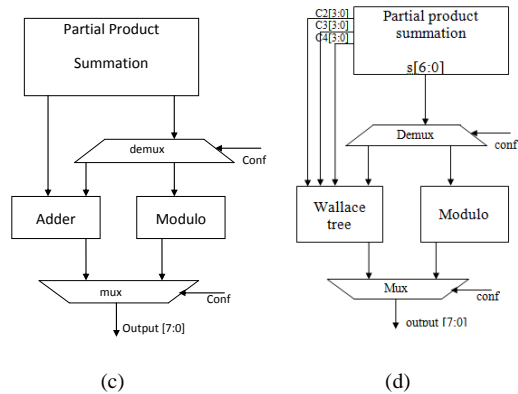 Partial Product
Summation
demux
Conf
Adder
Modulo
mux
Conf
Output [7:0]
(c)
C2[3:0]
C3[3:0]
C4[3:0]
Partial product
summation
s[6:0]
Demux
conf
Wallace
tree
Modulo
Mux
conf
output [7:0]
(d)